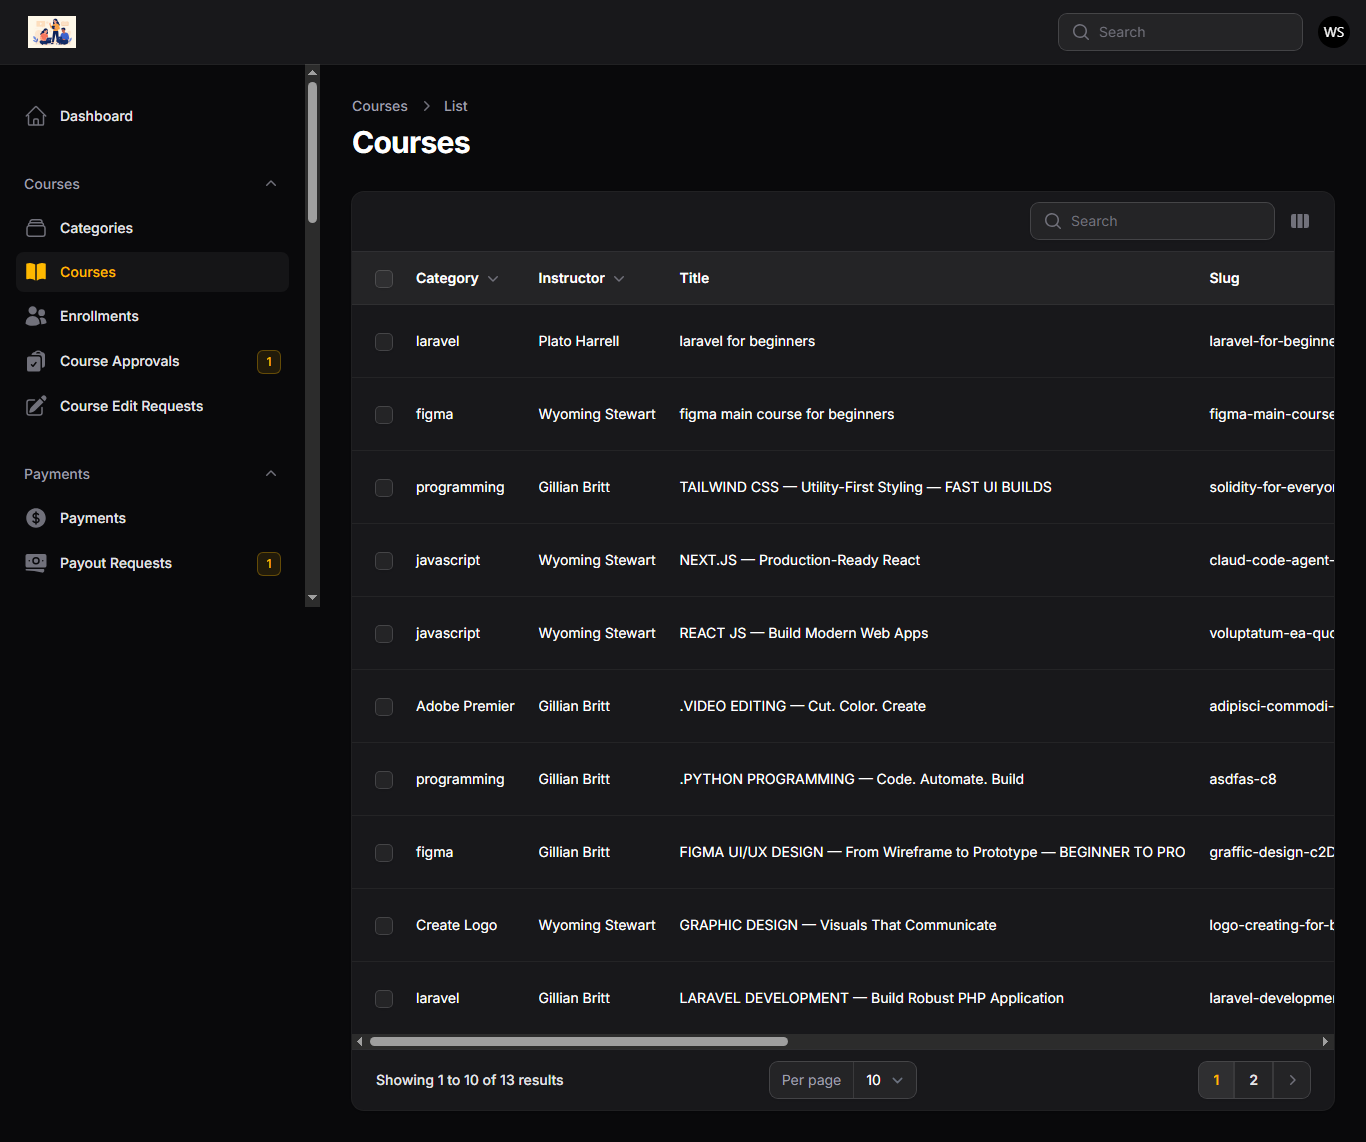 Search
WS
Dashboard
Courses
Categories
Courses
Enrollments
Course Approvals 1
Course Edit Requests
Payments
Payments
Payout Requests 1
Courses > List
Courses
Search
Category Instructor Title Slug
laravel Plato Harrell laravel for beginners laravel-for-beginne
figma Wyoming Stewart figma main course for beginners figma-main-course
programming Gillian Britt TAILWIND CSS — Utility-First Styling — FAST UI BUILDS solidity-for-everyo
javascript Wyoming Stewart NEXT.JS — Production-Ready React claud-code-agent-
javascript Wyoming Stewart REACT JS — Build Modern Web Apps voluptatum-ea-quo
Adobe Premier Gillian Britt .VIDEO EDITING — Cut. Color. Create adipisci-commodi-
programming Gillian Britt .PYTHON PROGRAMMING — Code. Automate. Build asdfas-c8
figma Gillian Britt FIGMA UI/UX DESIGN — From Wireframe to Prototype — BEGINNER TO PRO graffic-design-c2D
Create Logo Wyoming Stewart GRAPHIC DESIGN — Visuals That Communicate logo-creating-for-b
laravel Gillian Britt LARAVEL DEVELOPMENT — Build Robust PHP Application laravel-developme
Showing 1 to 10 of 13 results Per page 10 1 2